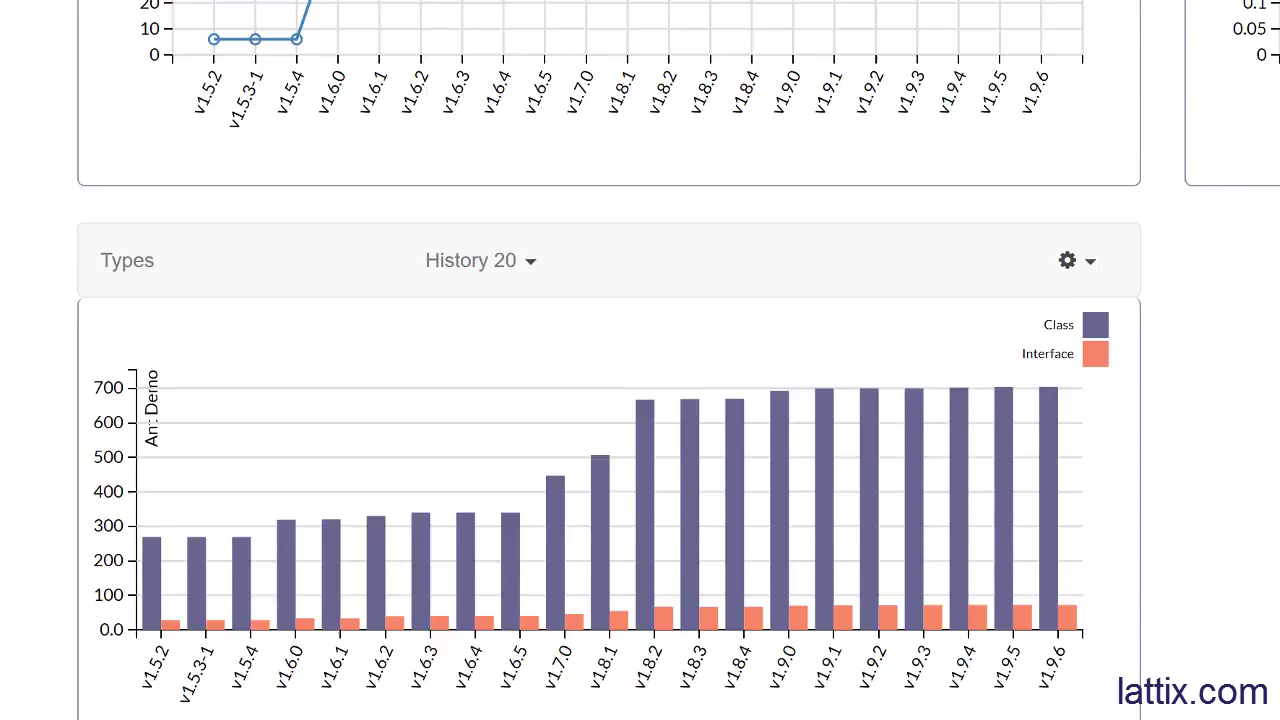 20
10
0
v1.5.2 v1.5.3-1 v1.5.4 v1.6.0 v1.6.1 v1.6.2 v1.6.3 v1.6.4 v1.6.5 v1.7.0 v1.8.1 v1.8.2 v1.8.3 v1.8.4 v1.9.0 v1.9.1 v1.9.2 v1.9.3 v1.9.4 v1.9.5 v1.9.6
0.1
0.05
0
Types History 20
Class
Interface
Ant Demo
700
600
500
400
300
200
100
0.0
v1.5.2 v1.5.3-1 v1.5.4 v1.6.0 v1.6.1 v1.6.2 v1.6.3 v1.6.4 v1.6.5 v1.7.0 v1.8.1 v1.8.2 v1.8.3 v1.8.4 v1.9.0 v1.9.1 v1.9.2 v1.9.3 v1.9.4 v1.9.5 v1.9.6
lattix.com